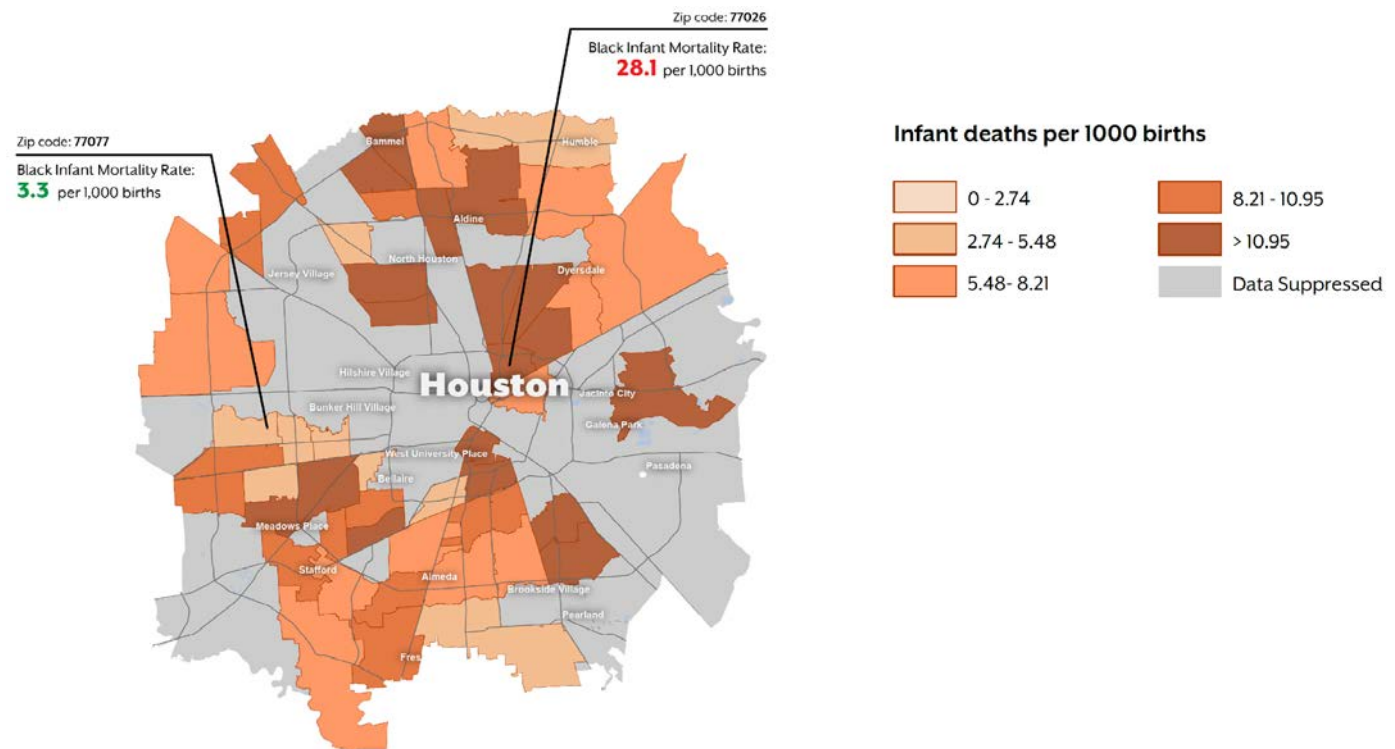 Zip code: 77026
Black Infant Mortality Rate:
28.1 per 1,000 births
Zip code: 77077
Black Infant Mortality Rate:
3.3 per 1,000 births
Infant deaths per 1000 births
0 - 2.74
2.74 - 5.48
5.48- 8.21
8.21 - 10.95
> 10.95
Data Suppressed
Bammel
Humble
Aldine
North Houston
Jersey Village
Dyersdale
Hilshire Village
Houston
Jacinto City
Bunker Hill Village
Galena Park
West University Place
Pasadena
Bellaire
Meadows Place
Stafford
Almeda
Brookside Village
Pearland
Fres